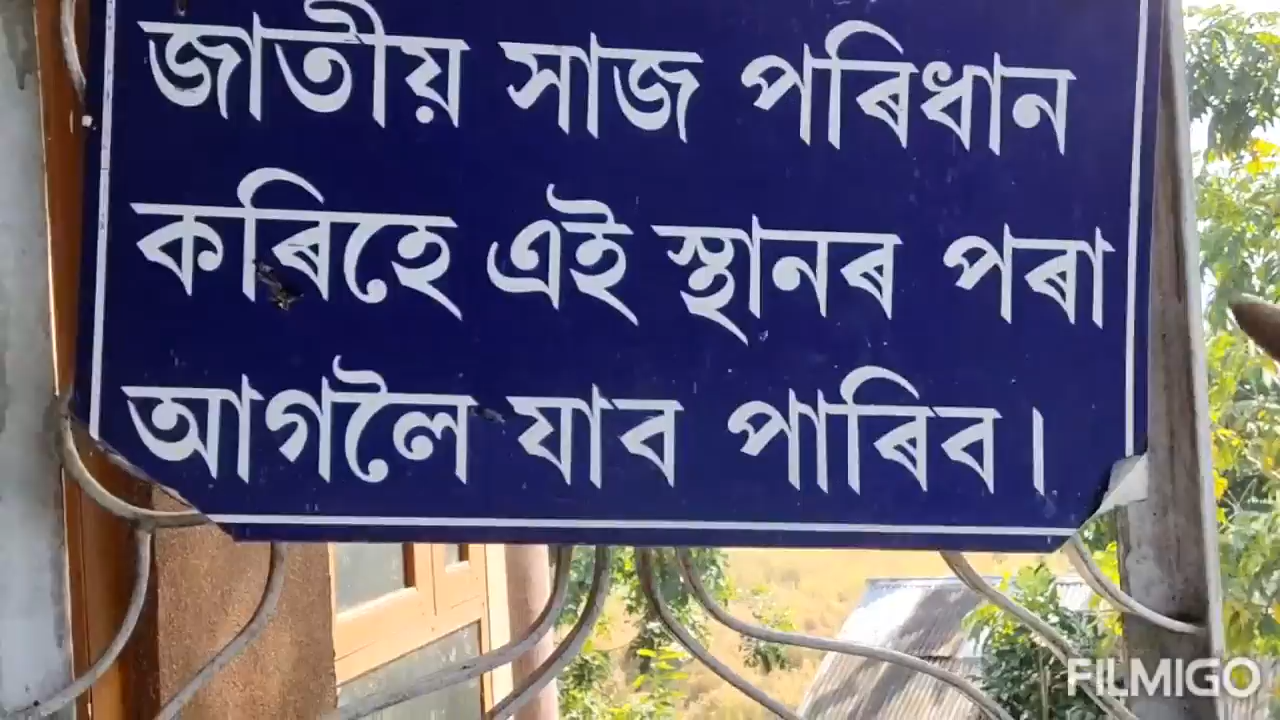 জাতীয় সাজ পৰিধান
কৰিহে এই স্থানৰ পৰা
আগলৈ যাব পাৰিব।
FILMIGO